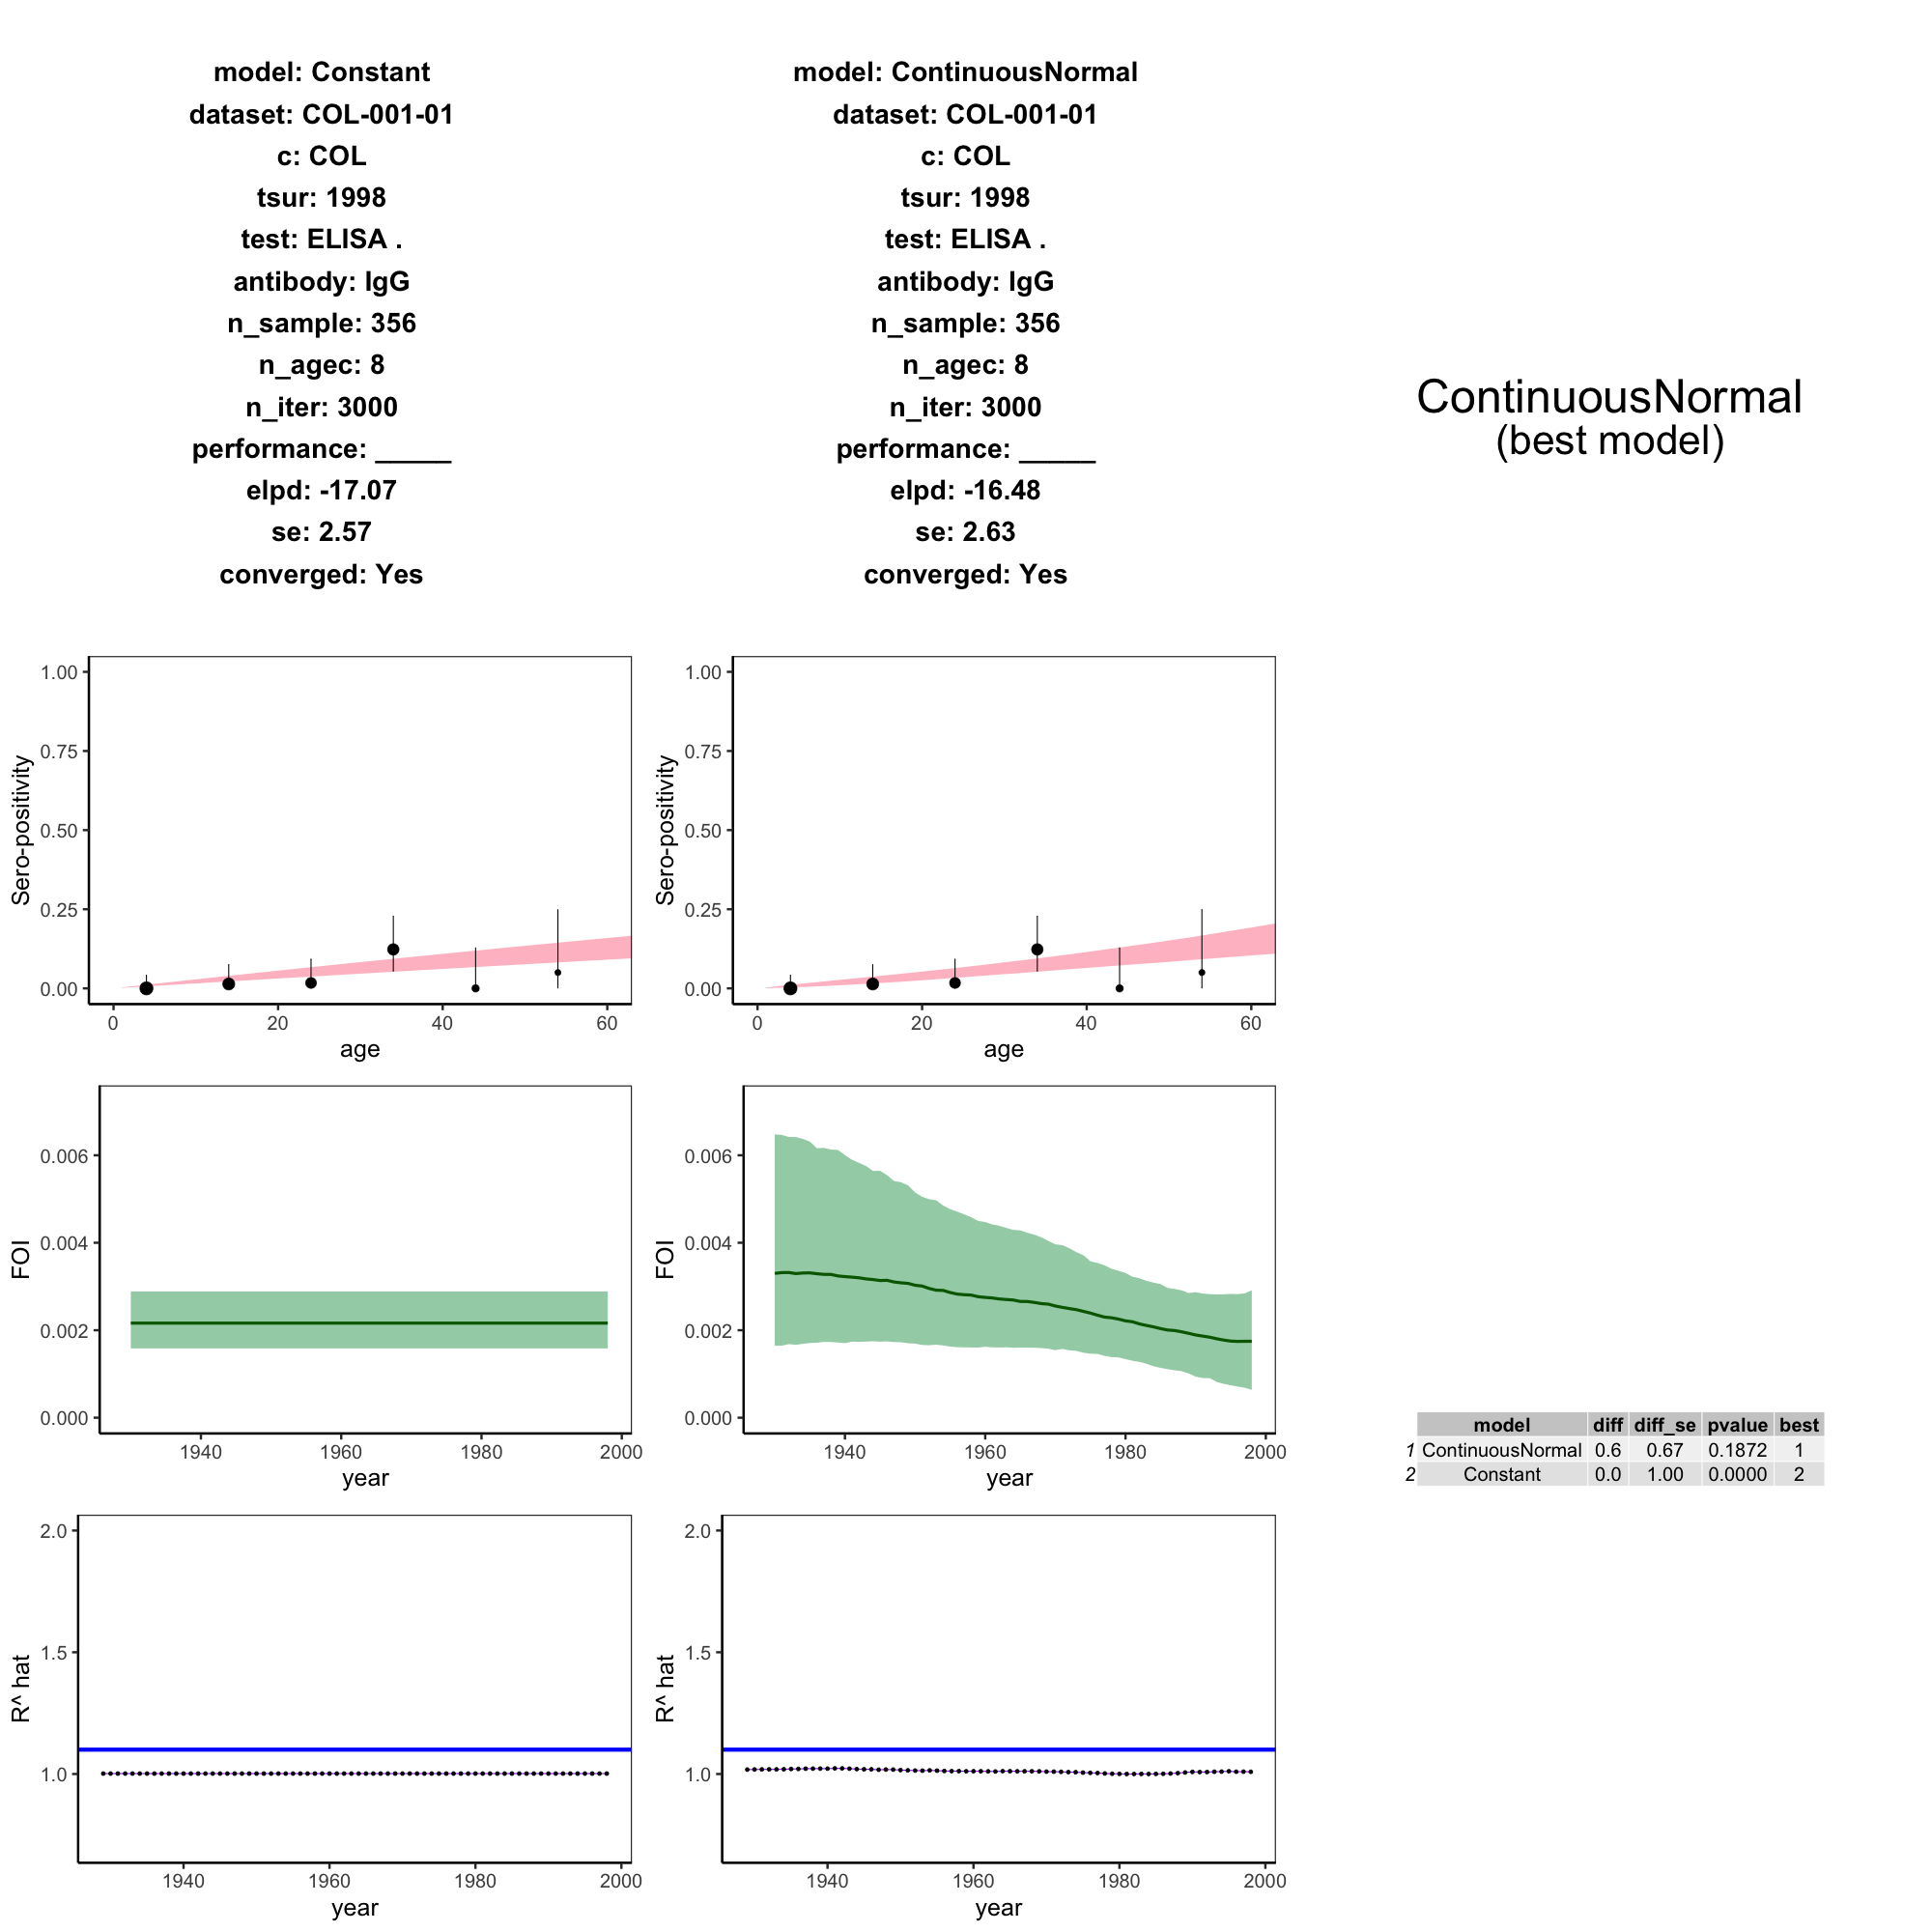 model: Constant
dataset: COL-001-01
c: COL
tsur: 1998
test: ELISA .
antibody: IgG
n_sample: 356
n_agec: 8
n_iter: 3000
performance: _____
elpd: -17.07
se: 2.57
converged: Yes
model: ContinuousNormal
dataset: COL-001-01
c: COL
tsur: 1998
test: ELISA .
antibody: IgG
n_sample: 356
n_agec: 8
n_iter: 3000
performance: _____
elpd: -16.48
se: 2.63
converged: Yes
ContinuousNormal
(best model)
Sero-positivity
1.00
0.75
0.50
0.25
0.00
0 20 40 60
age
Sero-positivity
1.00
0.75
0.50
0.25
0.00
0 20 40 60
age
FOI
0.006
0.004
0.002
0.000
1940 1960 1980 2000
year
FOI
0.006
0.004
0.002
0.000
1940 1960 1980 2000
year
model diff diff_se pvalue best
1 ContinuousNormal 0.6 0.67 0.1872 1
2 Constant 0.0 1.00 0.0000 2
R^ hat
2.0
1.5
1.0
1940 1960 1980 2000
year
R^ hat
2.0
1.5
1.0
1940 1960 1980 2000
year